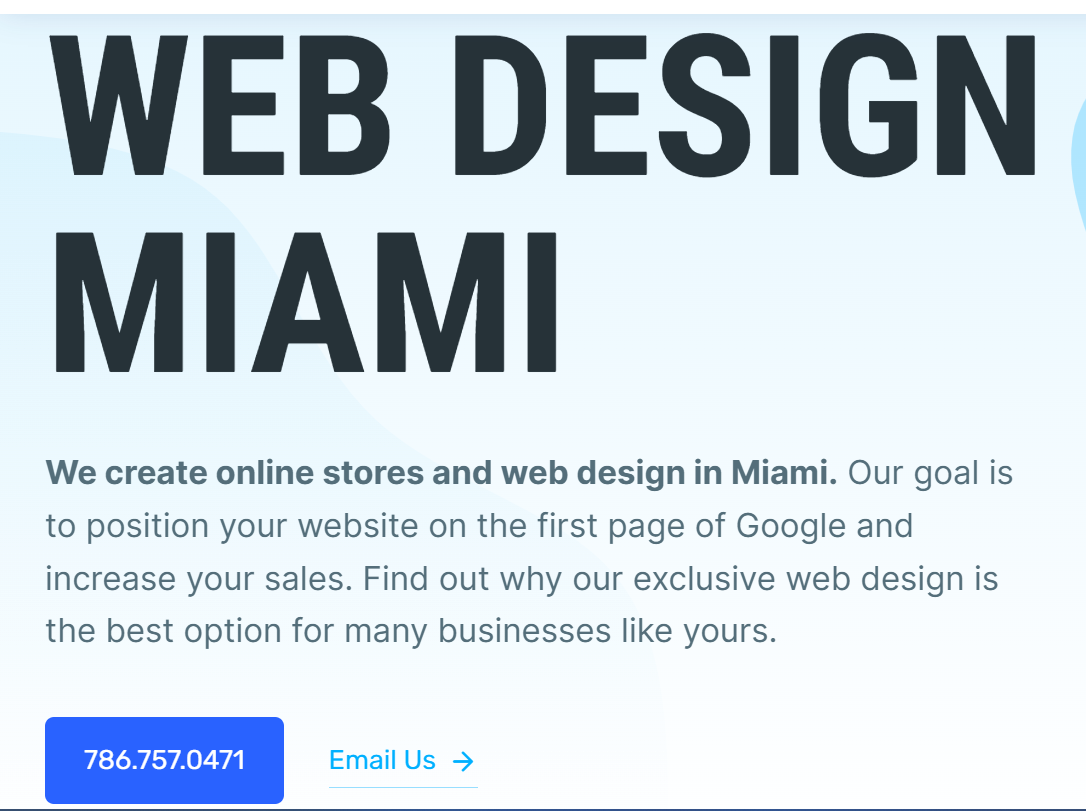 WEB DESIGN
MIAMI
We create online stores and web design in Miami. Our goal is
to position your website on the first page of Google and
increase your sales. Find out why our exclusive web design is
the best option for many businesses like yours.
786.757.0471
Email Us →